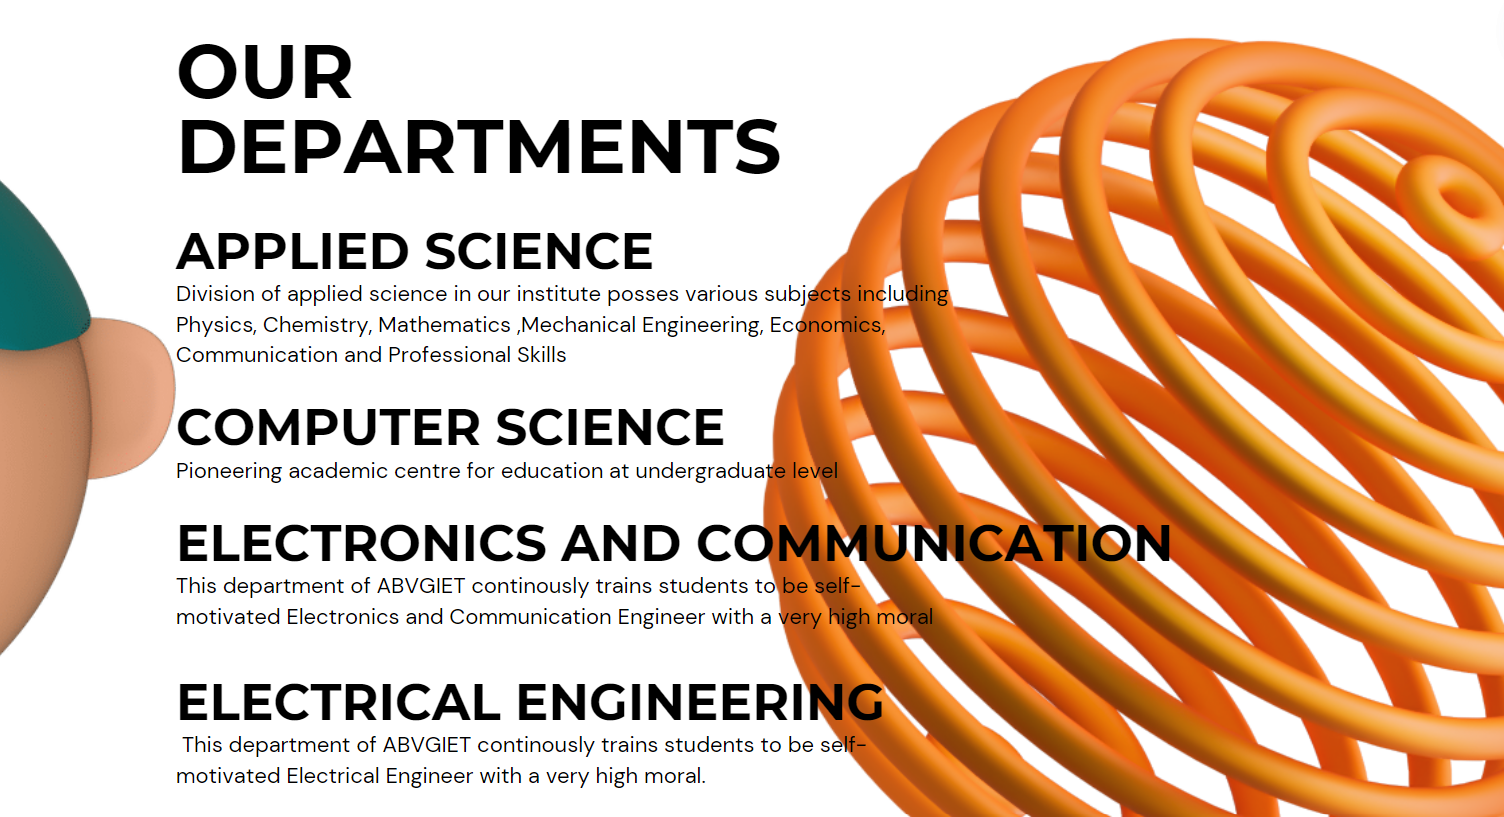 OUR
DEPARTMENTS
APPLIED SCIENCE
Division of applied science in our institute posses various subjects including
Physics, Chemistry, Mathematics ,Mechanical Engineering, Economics,
Communication and Professional Skills
COMPUTER SCIENCE
Pioneering academic centre for education at undergraduate level
ELECTRONICS AND COMMUNICATION
This department of ABVGIET continously trains students to be self-
motivated Electronics and Communication Engineer with a very high moral
ELECTRICAL ENGINEERING
This department of ABVGIET continously trains students to be self-
motivated Electrical Engineer with a very high moral.